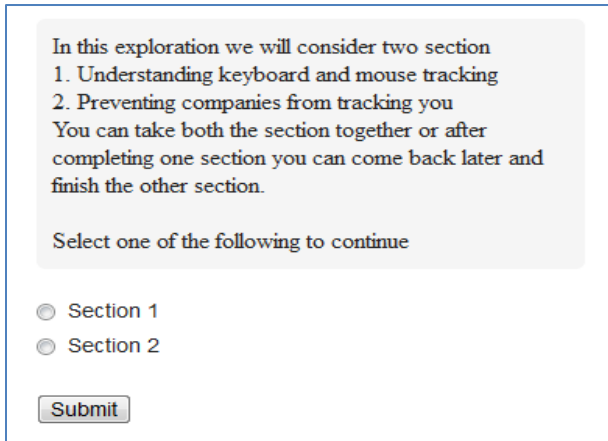 In this exploration we will consider two section
1. Understanding keyboard and mouse tracking
2. Preventing companies from tracking you
You can take both the section together or after
completing one section you can come back later and
finish the other section.
Select one of the following to continue
Section 1
Section 2
Submit